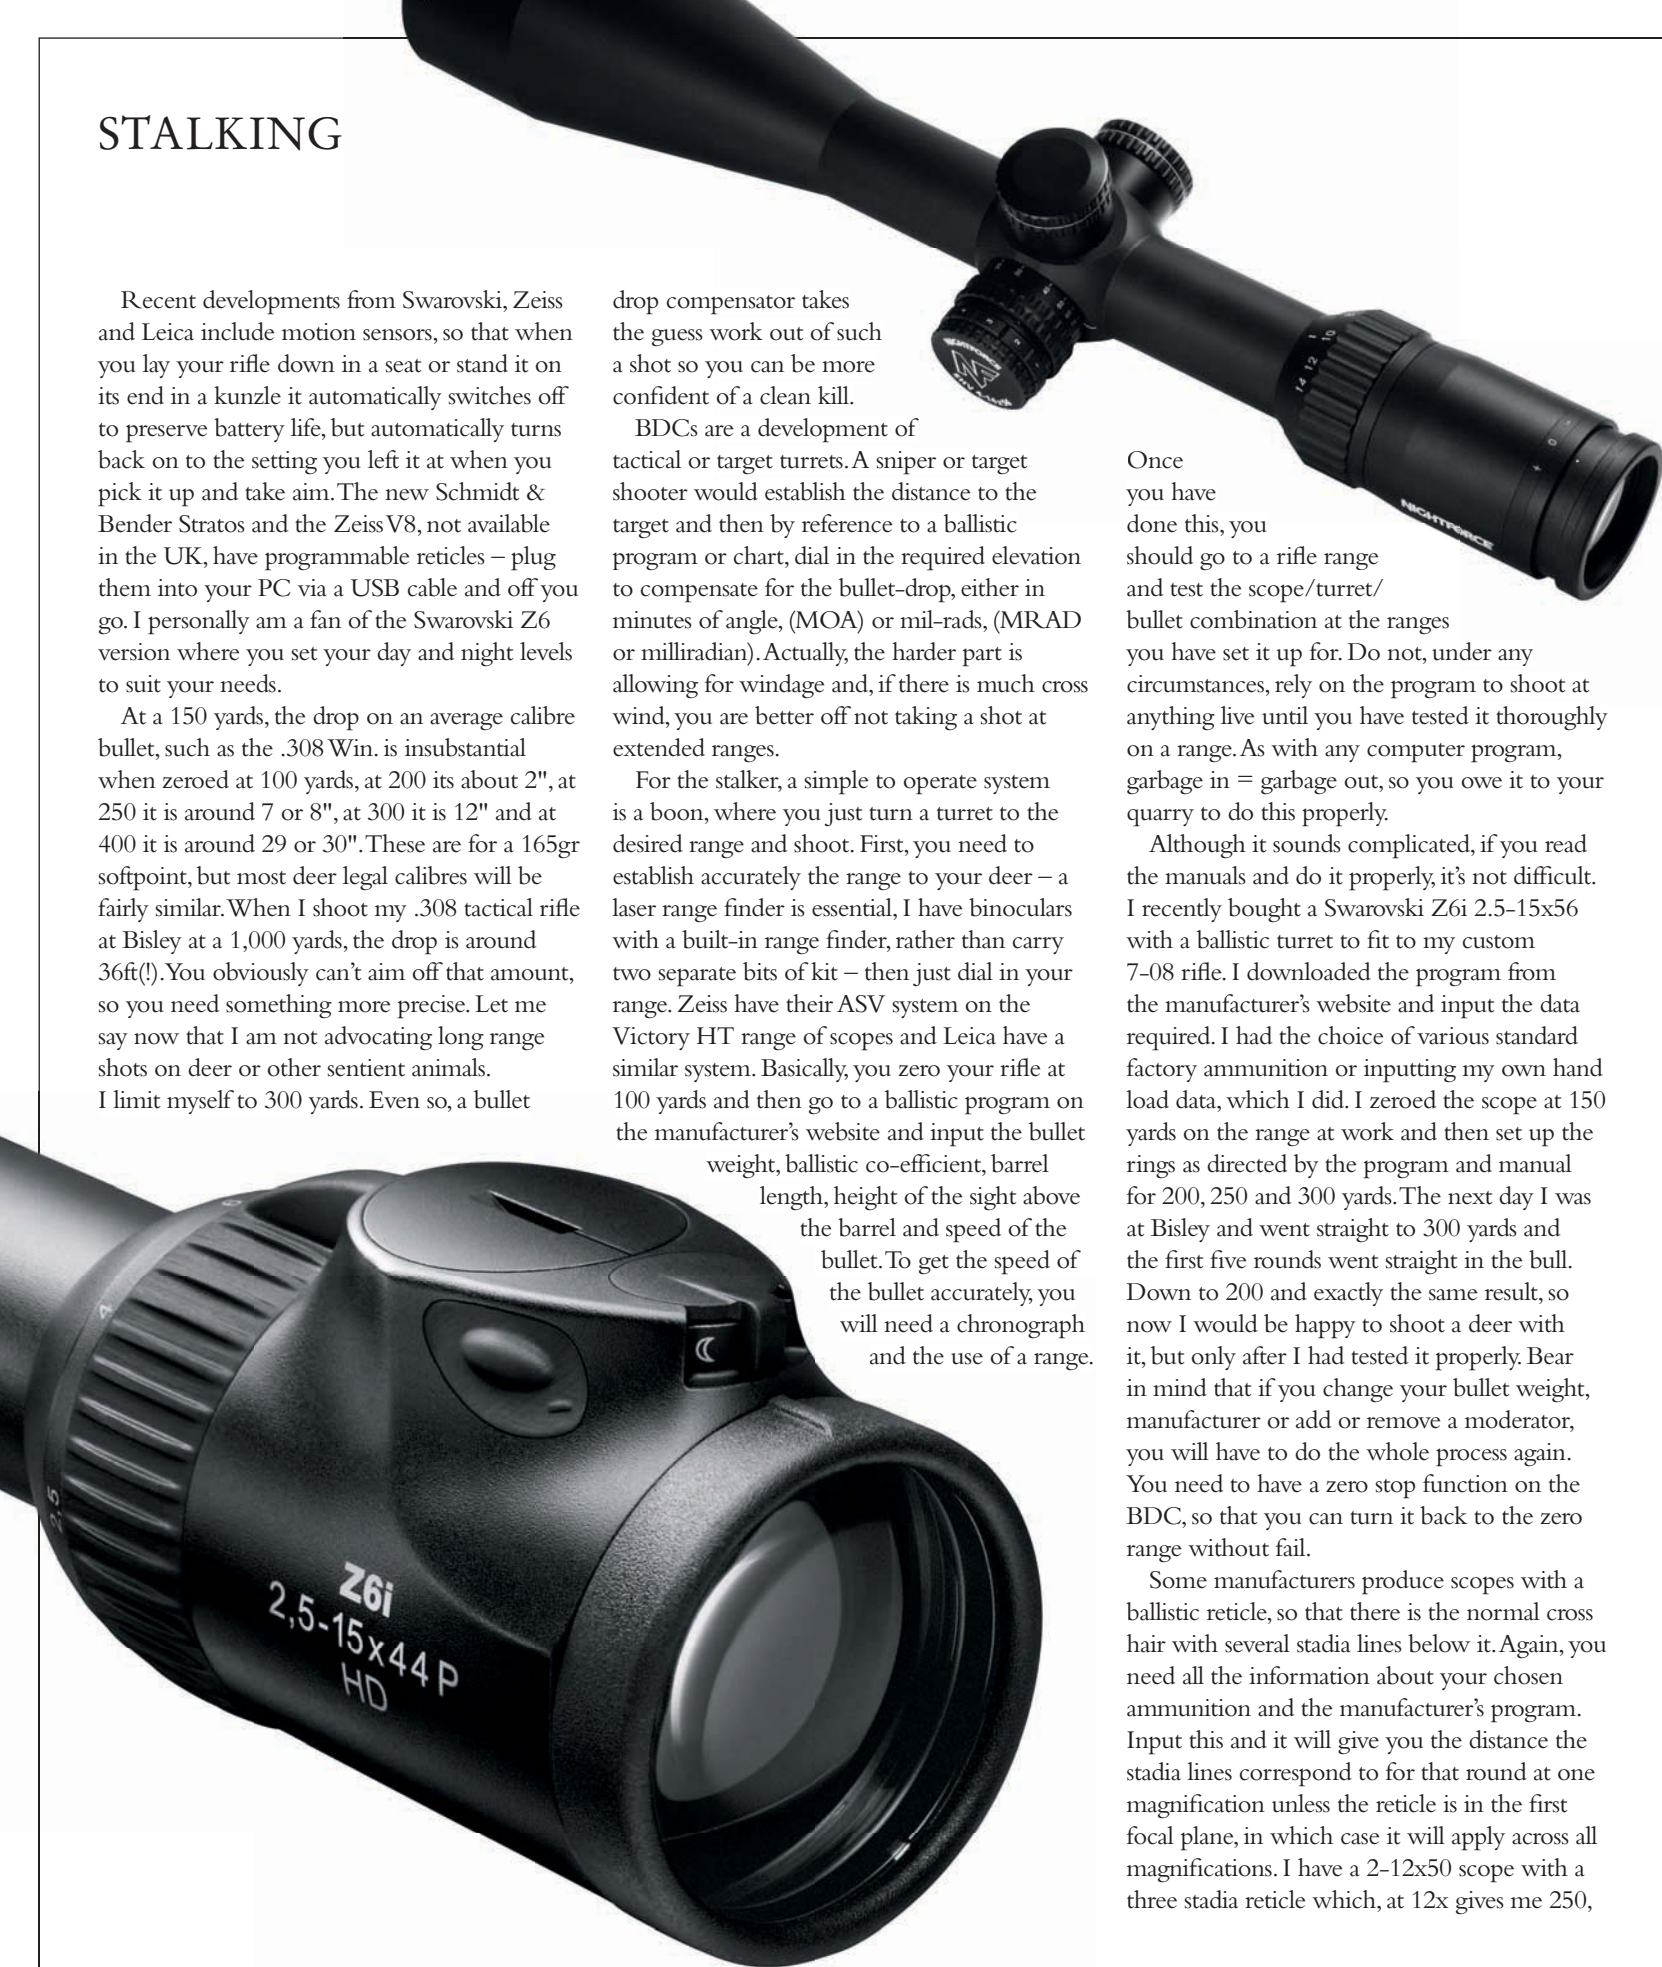 STALKING
Recent developments from Swarovski, Zeiss
and Leica include motion sensors, so that when
you lay your rifle down in a seat or stand it on
its end in a kunzle it automatically switches off
to preserve battery life, but automatically turns
back on to the setting you left it at when you
pick it up and take aim. The new Schmidt &
Bender Stratos and the Zeiss V8, not available
in the UK, have programmable reticles – plug
them into your PC via a USB cable and off you
go. I personally am a fan of the Swarovski Z6
version where you set your day and night levels
to suit your needs.
At a 150 yards, the drop on an average calibre
bullet, such as the .308 Win. is insubstantial
when zeroed at 100 yards, at 200 its about 2", at
250 it is around 7 or 8", at 300 it is 12" and at
400 it is around 29 or 30". These are for a 165gr
softpoint, but most deer legal calibres will be
fairly similar. When I shoot my .308 tactical rifle
at Bisley at a 1,000 yards, the drop is around
36ft(!). You obviously can't aim off that amount,
so you need something more precise. Let me
say now that I am not advocating long range
shots on deer or other sentient animals.
I limit myself to 300 yards. Even so, a bullet
drop compensator takes
the guess work out of such
a shot so you can be more
confident of a clean kill.
BDCs are a development of
tactical or target turrets. A sniper or target
shooter would establish the distance to the
target and then by reference to a ballistic
program or chart, dial in the required elevation
to compensate for the bullet-drop, either in
minutes of angle, (MOA) or mil-rads, (MRAD
or milliradian). Actually, the harder part is
allowing for windage and, if there is much cross
wind, you are better off not taking a shot at
extended ranges.
For the stalker, a simple to operate system
is a boon, where you just turn a turret to the
desired range and shoot. First, you need to
establish accurately the range to your deer – a
laser range finder is essential, I have binoculars
with a built-in range finder, rather than carry
two separate bits of kit – then just dial in your
range. Zeiss have their ASV system on the
Victory HT range of scopes and Leica have a
similar system. Basically, you zero your rifle at
100 yards and then go to a ballistic program on
the manufacturer's website and input the bullet
weight, ballistic co-efficient, barrel
length, height of the sight above
the barrel and speed of the
bullet. To get the speed of
the bullet accurately, you
will need a chronograph
and the use of a range.
Once
you have
done this, you
should go to a rifle range
and test the scope/turret/
bullet combination at the ranges
you have set it up for. Do not, under any
circumstances, rely on the program to shoot at
anything live until you have tested it thoroughly
on a range. As with any computer program,
garbage in = garbage out, so you owe it to your
quarry to do this properly.
Although it sounds complicated, if you read
the manuals and do it properly, it's not difficult.
I recently bought a Swarovski Z6i 2.5-15x56
with a ballistic turret to fit to my custom
7-08 rifle. I downloaded the program from
the manufacturer's website and input the data
required. I had the choice of various standard
factory ammunition or inputting my own hand
load data, which I did. I zeroed the scope at 150
yards on the range at work and then set up the
rings as directed by the program and manual
for 200, 250 and 300 yards. The next day I was
at Bisley and went straight to 300 yards and
the first five rounds went straight in the bull.
Down to 200 and exactly the same result, so
now I would be happy to shoot a deer with
it, but only after I had tested it properly. Bear
in mind that if you change your bullet weight,
manufacturer or add or remove a moderator,
you will have to do the whole process again.
You need to have a zero stop function on the
BDC, so that you can turn it back to the zero
range without fail.
Some manufacturers produce scopes with a
ballistic reticle, so that there is the normal cross
hair with several stadia lines below it. Again, you
need all the information about your chosen
ammunition and the manufacturer's program.
Input this and it will give you the distance the
stadia lines correspond to for that round at one
magnification unless the reticle is in the first
focal plane, in which case it will apply across all
magnifications. I have a 2-12x50 scope with a
three stadia reticle which, at 12x gives me 250,
NIGHTFORCE
14 12 10
+ 0 -
6
4
2,5
Z6i
2,5-15x44 P
HD